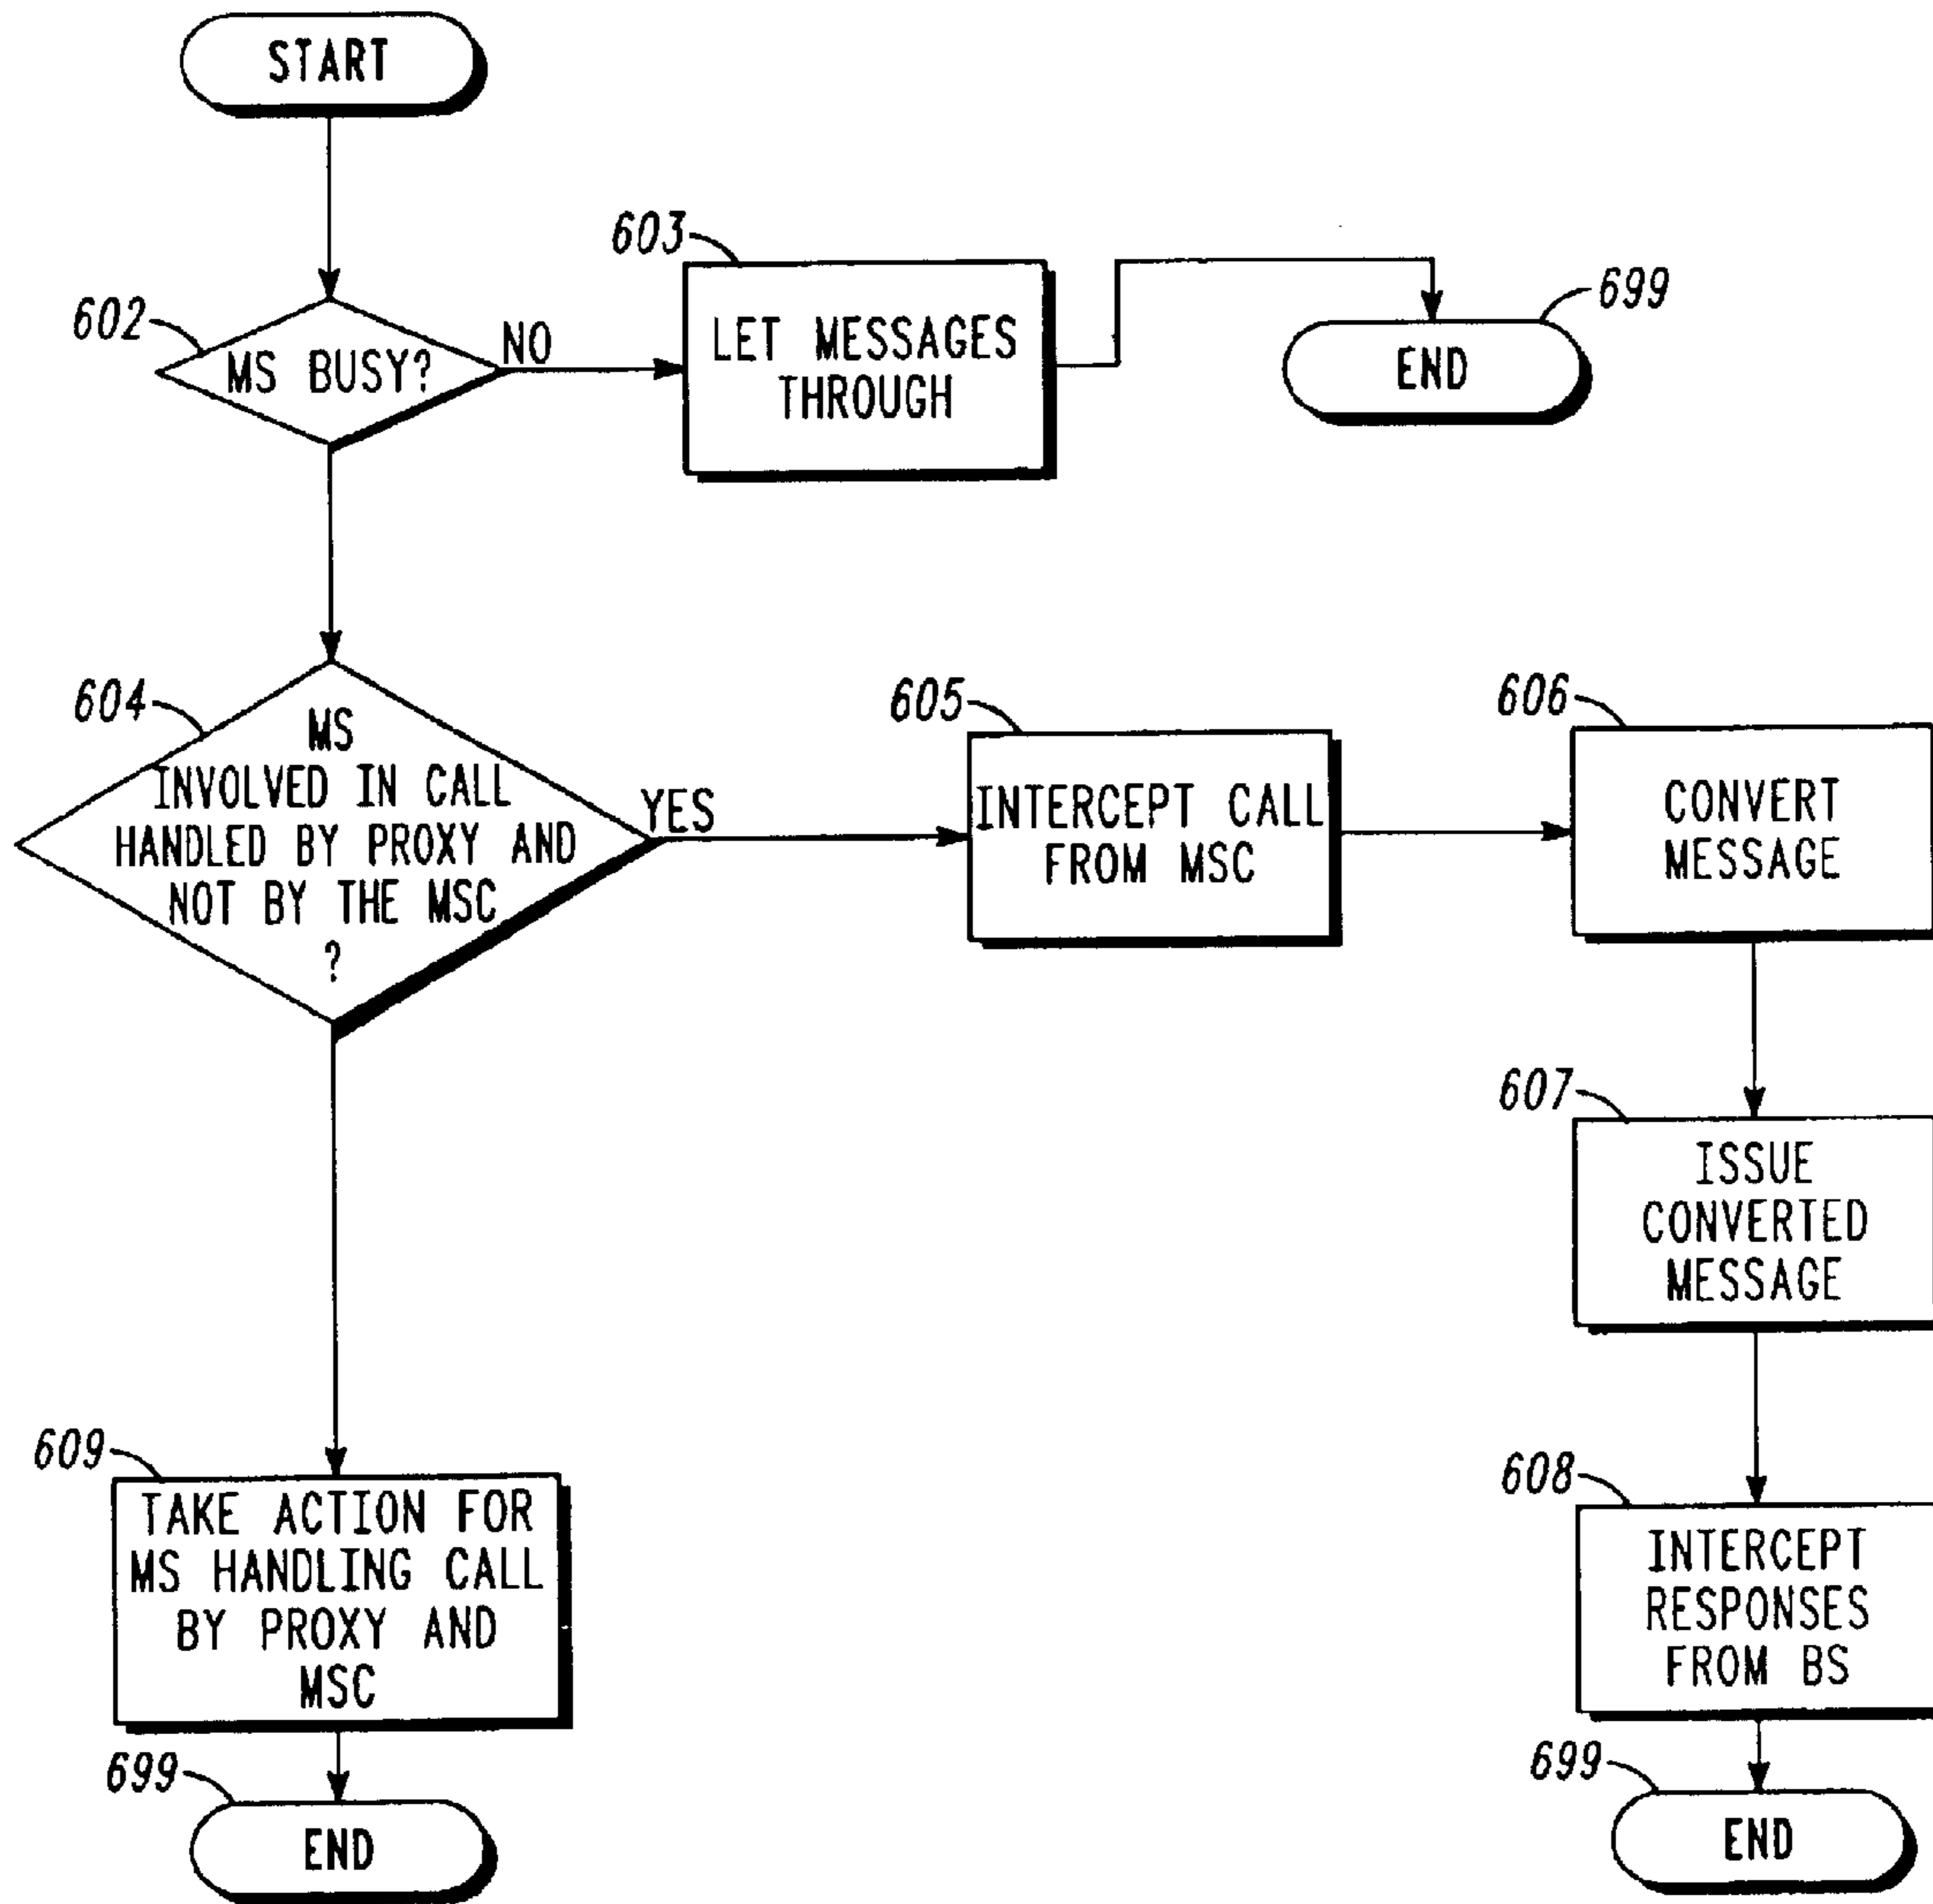 START
603
699
602
MS BUSY?
NO
LET MESSAGES
THROUGH
END
604
MS
INVOLVED IN CALL
HANDLED BY PROXY AND
NOT BY THE MSC
?
YES
605
INTERCEPT CALL
FROM MSC
606
CONVERT
MESSAGE
607
ISSUE
CONVERTED
MESSAGE
609
TAKE ACTION FOR
MS HANDLING CALL
BY PROXY AND
MSC
608
INTERCEPT
RESPONSES
FROM BS
699
END
699
END